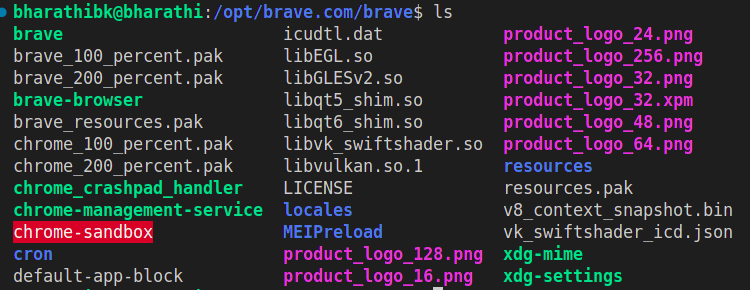 bharathibk@bharathi:/opt/brave.com/brave$ ls
brave icudtl.dat product_logo_24.png
brave_100_percent.pak libEGL.so product_logo_256.png
brave_200_percent.pak libGLESv2.so product_logo_32.png
brave-browser libqt5_shim.so product_logo_32.xpm
brave_resources.pak libqt6_shim.so product_logo_48.png
chrome_100_percent.pak libvk_swiftshader.so product_logo_64.png
chrome_200_percent.pak libvulkan.so.1 resources
chrome_crashpad_handler LICENSE resources.pak
chrome-management-service locales v8_context_snapshot.bin
chrome-sandbox MEIPreload vk_swiftshader_icd.json
cron product_logo_128.png xdg-mime
default-app-block product_logo_16.png xdg-settings